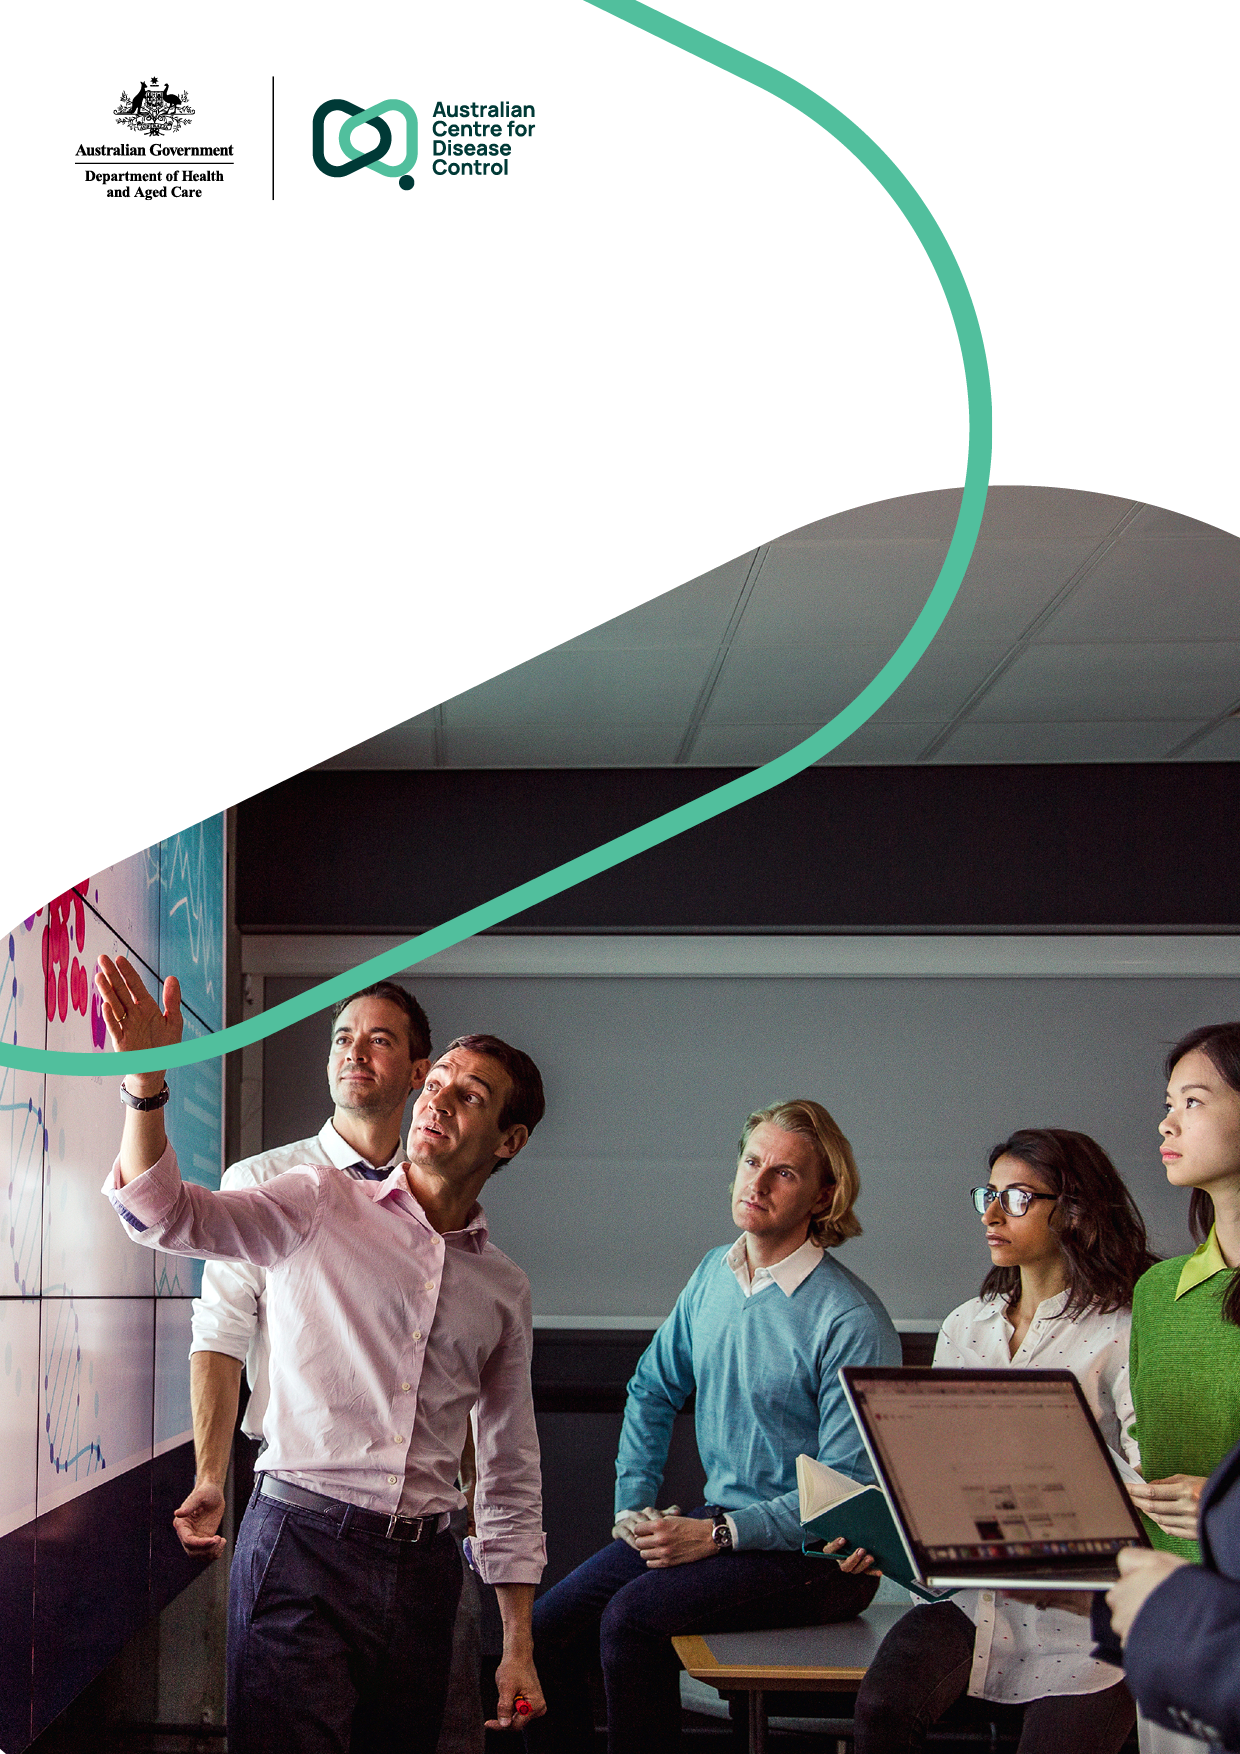 Australian Government
Department of Health
and Aged Care
Australian
Centre for
Disease
Control